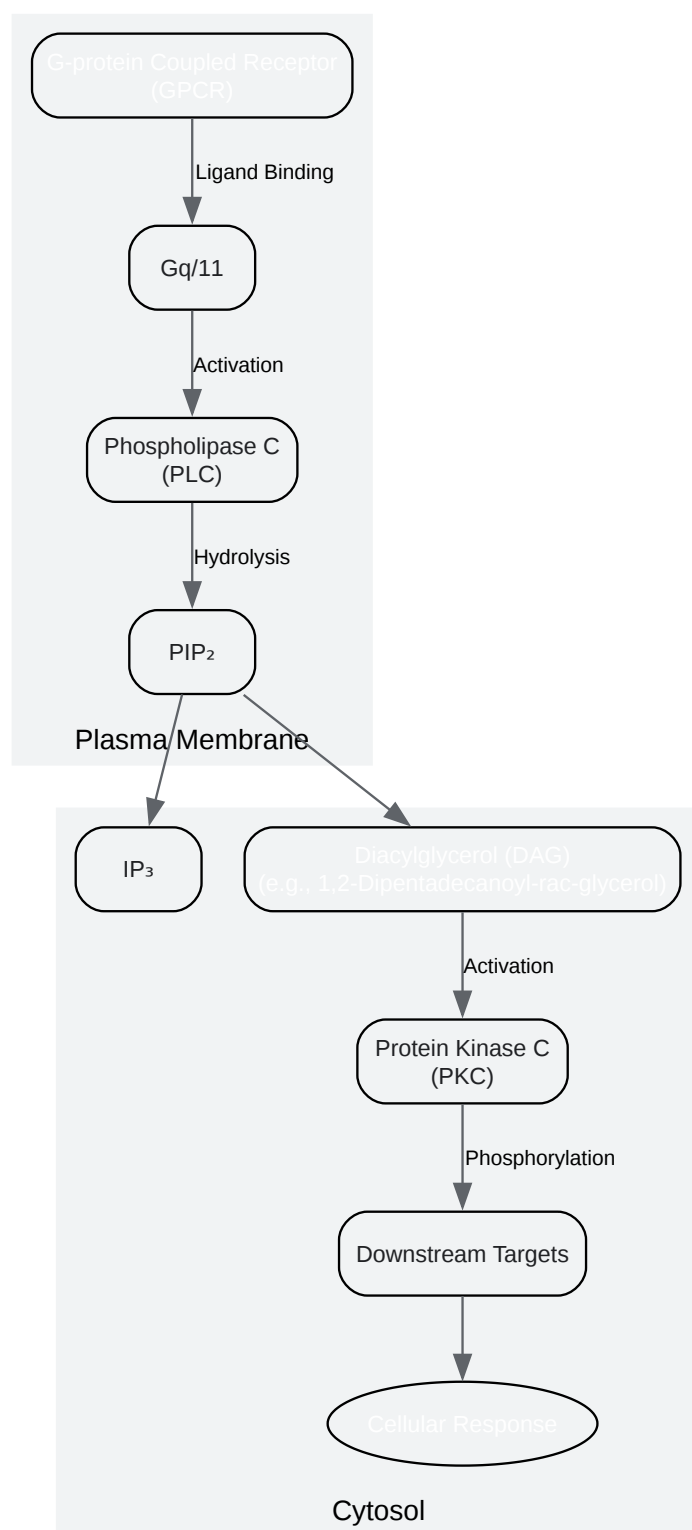 G-protein Coupled Receptor
(GPCR)
Ligand Binding
Gq/11
Activation
Phospholipase C
(PLC)
Hydrolysis
PIP₂
Plasma Membrane
IP₃
Diacylglycerol (DAG)
(e.g., 1,2-Dipentadecanoyl-rac-glycerol)
Activation
Protein Kinase C
(PKC)
Phosphorylation
Downstream Targets
Cellular Response
Cytosol